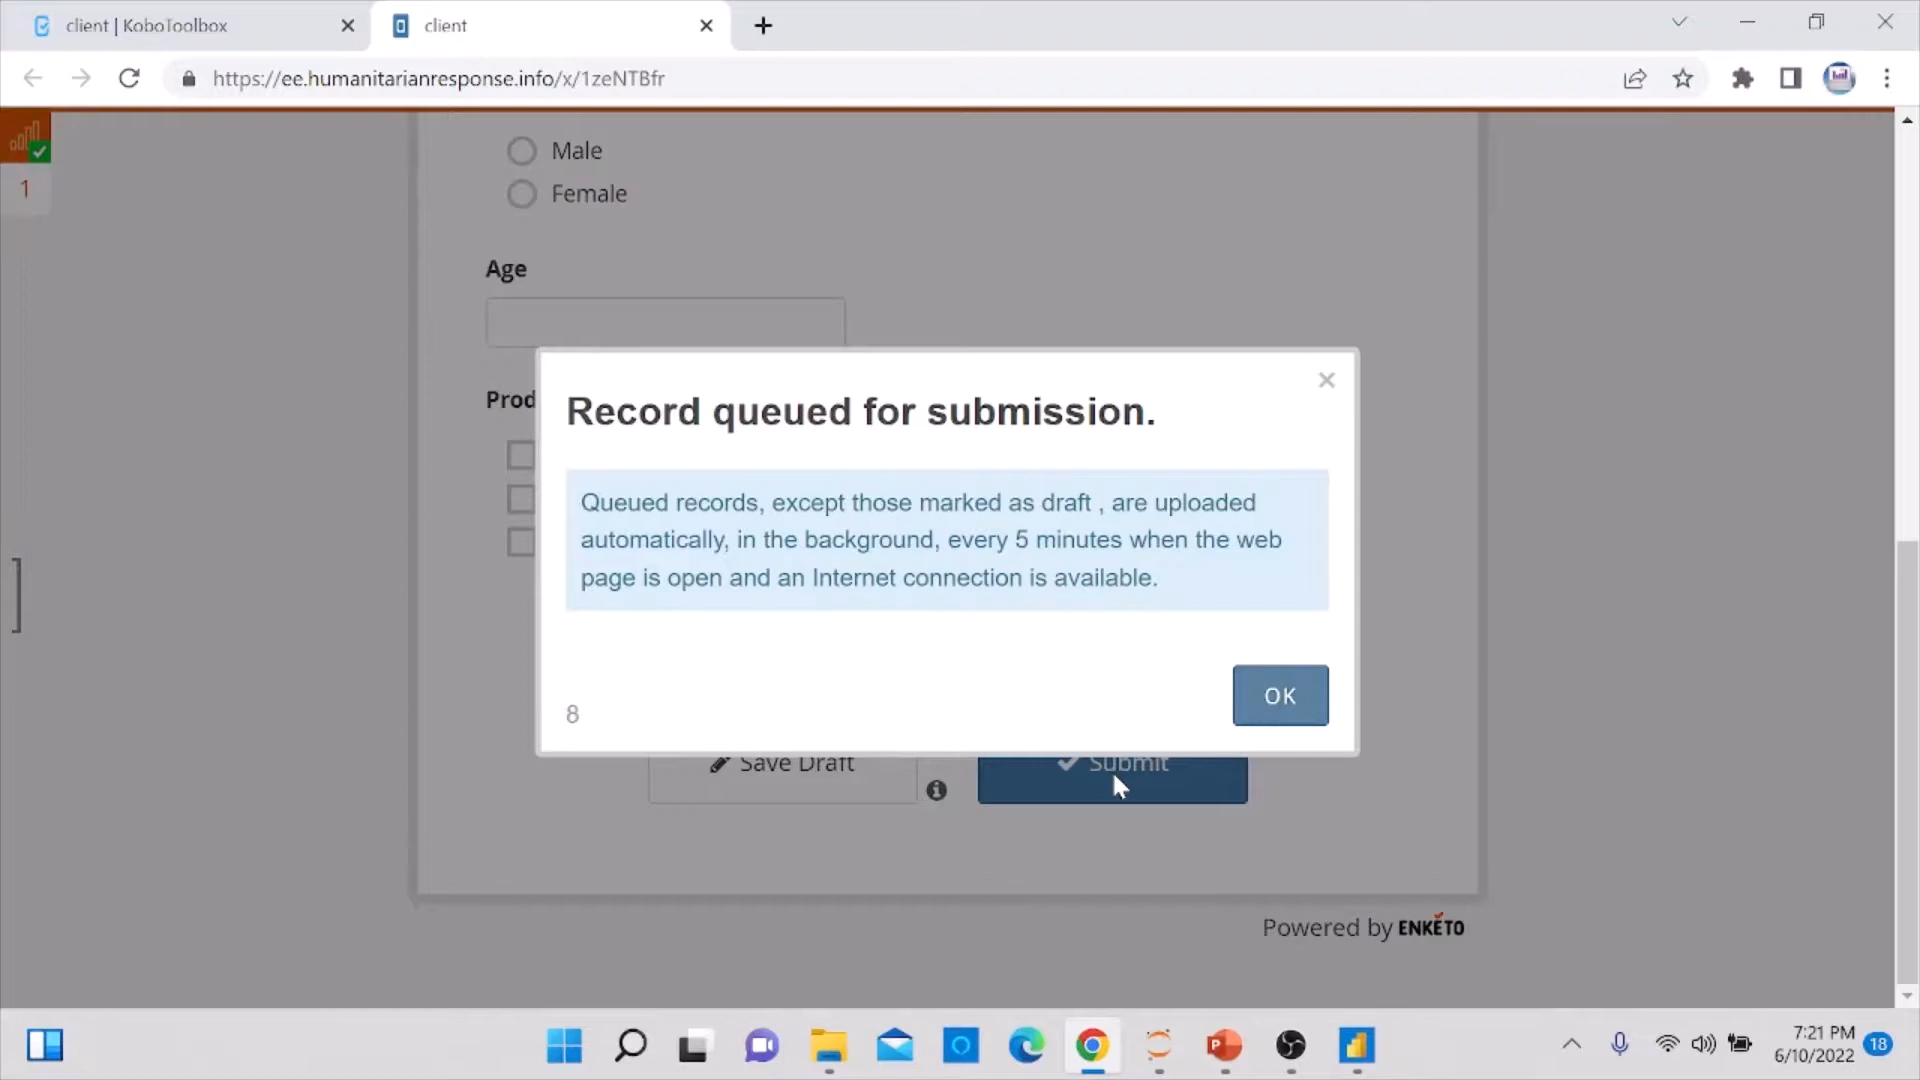 client | KoboToolbox
client
https://ee.humanitarianresponse.info/x/1zeNTBfr
1
Male
Female
Age
Prod
Record queued for submission.
Queued records, except those marked as draft , are uploaded
automatically, in the background, every 5 minutes when the web
page is open and an Internet connection is available.
OK
8
Save Draft
Submit
Powered by ENKETO
7:21 PM
6/10/2022
18